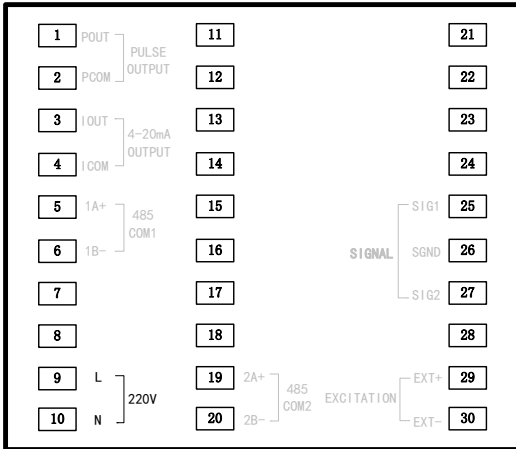 1 POUT 11 21
PULSE
2 PCOM OUTPUT 12 22
3 IOUT 13 23
4-20mA
4 ICOM OUTPUT 14 24
5 1A+ 15 SIG1 25
485
COM1
6 1B- 16 SIGNAL SGND 26
7 17 SIG2 27
8 18 28
9 L 19 2A+ EXT+ 29
220V 485 EXCITATION
COM2
10 N 20 2B- EXT- 30